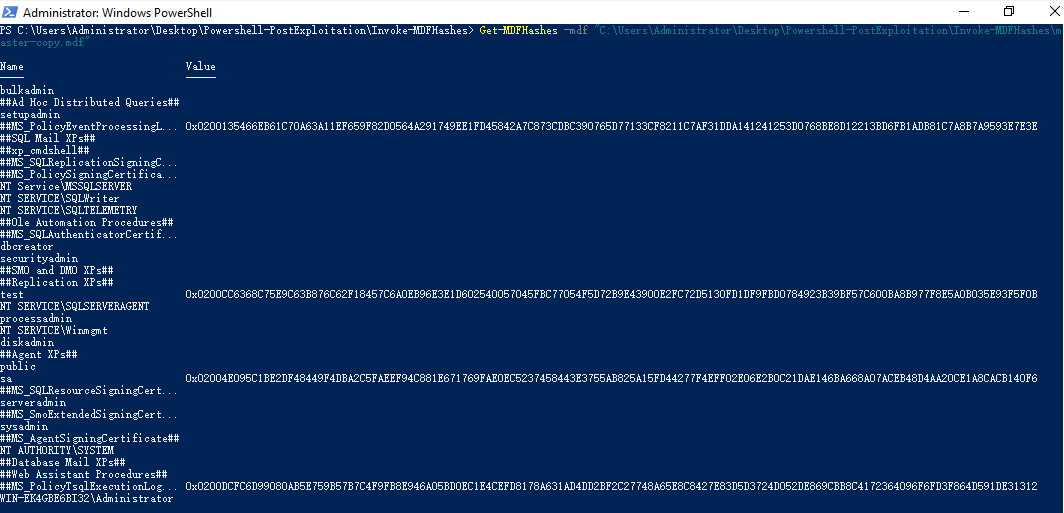 Administrator: Windows PowerShell
PS C:\Users\Administrator\Desktop\Powershell-PostExploitation\Invoke-MDFHashes> Get-MDFHashes -mdf "C:\Users\Administrator\Desktop\Powershell-PostExploitation\Invoke-MDFHashes\m
aster-copy.mdf"
Name Value
---- -----
bulkadmin
##Ad Hoc Distributed Queries##
setupadmin
##MS_PolicyEventProcessingL... 0x0200135466EB61C70A63A11EF659F82D0564A291749EE1FD45842A7C873CDBC390765D77133CF8211C7AF31DDA141241253D0768BE8D12213BD6FB1ADB81C7A8B7A9593E7E3E
##SQL Mail XPs##
##xp_cmdshell##
##MS_SQLReplicationSigningC...
##MS_PolicySigningCertifica...
NT Service\MSSQLSERVER
NT SERVICE\SQLWriter
NT SERVICE\SQLTELEMETRY
##Ole Automation Procedures##
##MS_SQLAuthenticatorCertif...
dbcreator
securityadmin
##SMO and DMO XPs##
##Replication XPs##
test 0x0200CC6368C75E9C63B876C62F18457C6A0EB96E3E1D602540057045FBC77054F5D72B9E43900E2FC72D5130FD1DF9FBD0784923B39BF57C600BA8B977F8E5A0B035E93F5F0B
NT SERVICE\SQLSERVERAGENT
processadmin
NT SERVICE\Winmgmt
diskadmin
##Agent XPs##
public
sa 0x02004E095C1BE2DF48449F4DBA2C5FAEEF94C881E671769FAE0EC5237458443E3755AB825A15FD44277F4EFF02E06E2B0C21DAE146BA668A07ACEB48D4AA20CE1A8CACB140F6
##MS_SQLResourceSigningCert...
serveradmin
##MS_SmoExtendedSigningCert...
sysadmin
##MS_AgentSigningCertificate##
NT AUTHORITY\SYSTEM
##Database Mail XPs##
##Web Assistant Procedures##
##MS_PolicyTsqlExecutionLog... 0x0200DCFC6D99080AB5E759B57B7C4F9FB8E946A05BD0EC1E4CEFD8178A631AD4DD2BF2C27748A65E8C8427E83D5D3724D052DE869CBB8C4172364096F6FD3F864D591DE31312
WIN-EK4GBE6BI32\Administrator